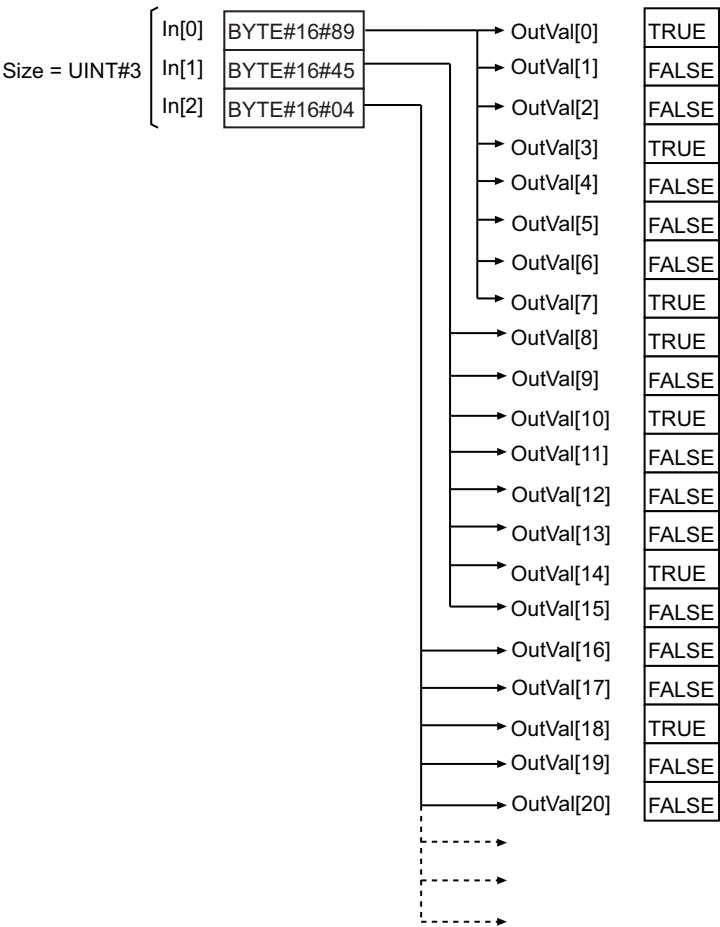 In[0] BYTE#16#89 OutVal[0] TRUE
Size = UINT#3 In[1] BYTE#16#45 OutVal[1] FALSE
In[2] BYTE#16#04 OutVal[2] FALSE
OutVal[3] TRUE
OutVal[4] FALSE
OutVal[5] FALSE
OutVal[6] FALSE
OutVal[7] TRUE
OutVal[8] TRUE
OutVal[9] FALSE
OutVal[10] TRUE
OutVal[11] FALSE
OutVal[12] FALSE
OutVal[13] FALSE
OutVal[14] TRUE
OutVal[15] FALSE
OutVal[16] FALSE
OutVal[17] FALSE
OutVal[18] TRUE
OutVal[19] FALSE
OutVal[20] FALSE